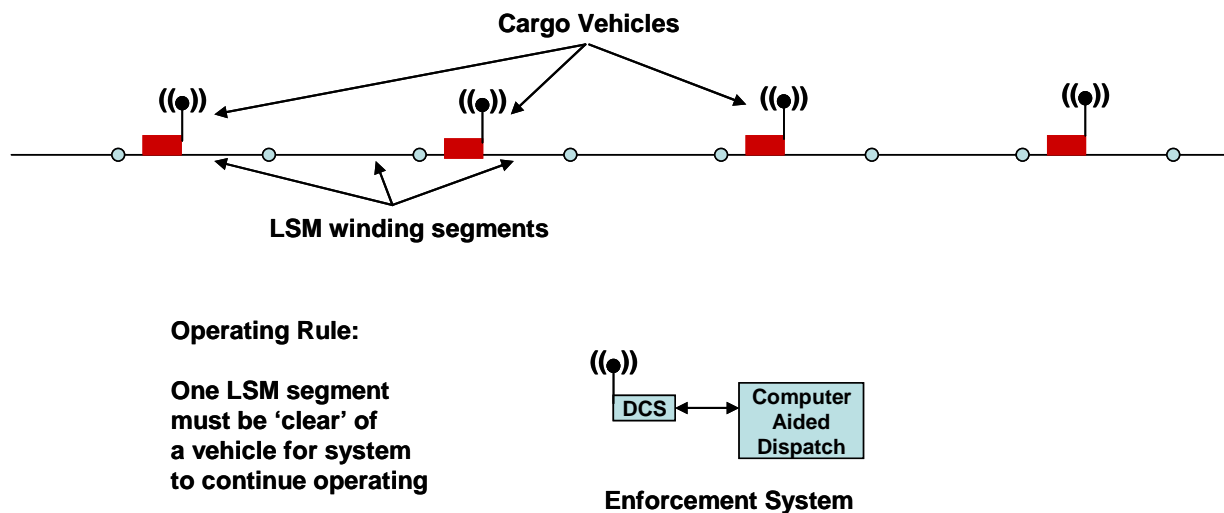 Cargo Vehicles
((•)) ((•)) ((•)) ((•))
LSM winding segments
Operating Rule:
One LSM segment
must be ‘clear’ of
a vehicle for system
to continue operating
((•))
DCS
Computer
Aided
Dispatch
Enforcement System